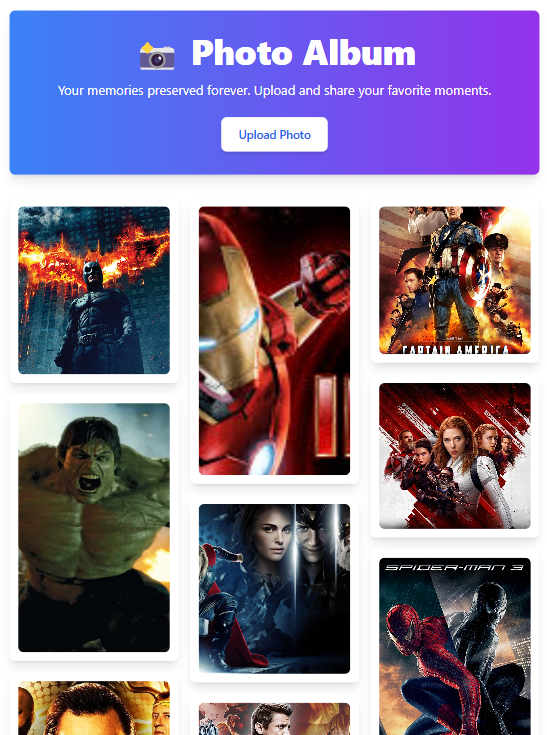 Photo Album
Your memories preserved forever. Upload and share your favorite moments.
Upload Photo
CAPTAIN AMERICA
SPIDER-MAN 3